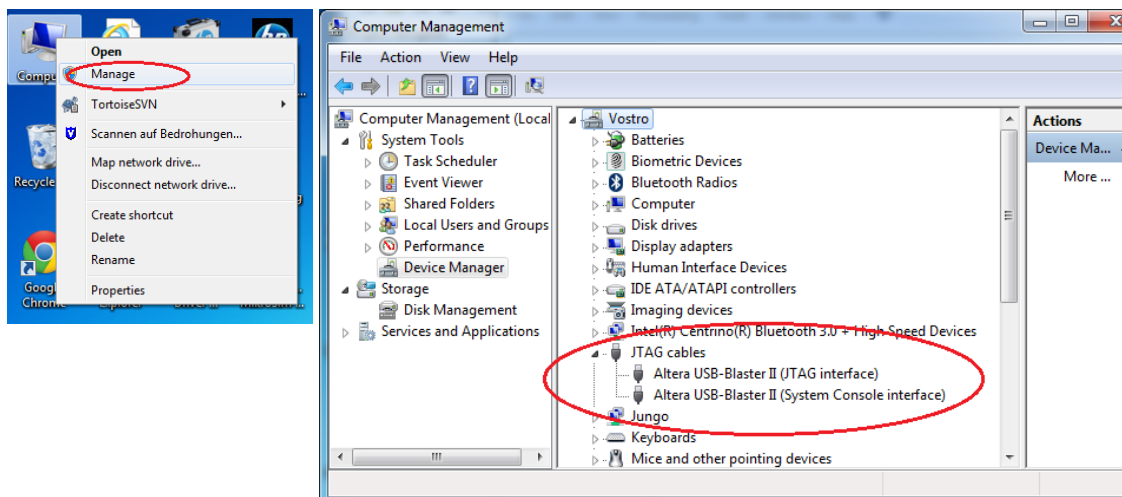 Open
Manage
TortoiseSVN
Scannen auf Bedrohungen...
Map network drive...
Disconnect network drive...
Create shortcut
Delete
Rename
Properties
Compu
Recycle
Goog
Chrome
Computer Management
File Action View Help
Computer Management (Local
System Tools
Task Scheduler
Event Viewer
Shared Folders
Local Users and Groups
Performance
Device Manager
Storage
Disk Management
Services and Applications
Vostro
Batteries
Biometric Devices
Bluetooth Radios
Computer
Disk drives
Display adapters
Human Interface Devices
IDE ATA/ATAPI controllers
Imaging devices
Intel(R) Centrino(R) Bluetooth 3.0 + High Speed Devices
JTAG cables
Altera USB-Blaster II (JTAG interface)
Altera USB-Blaster II (System Console interface)
Jungo
Keyboards
Mice and other pointing devices
Actions
Device Ma...
More ...